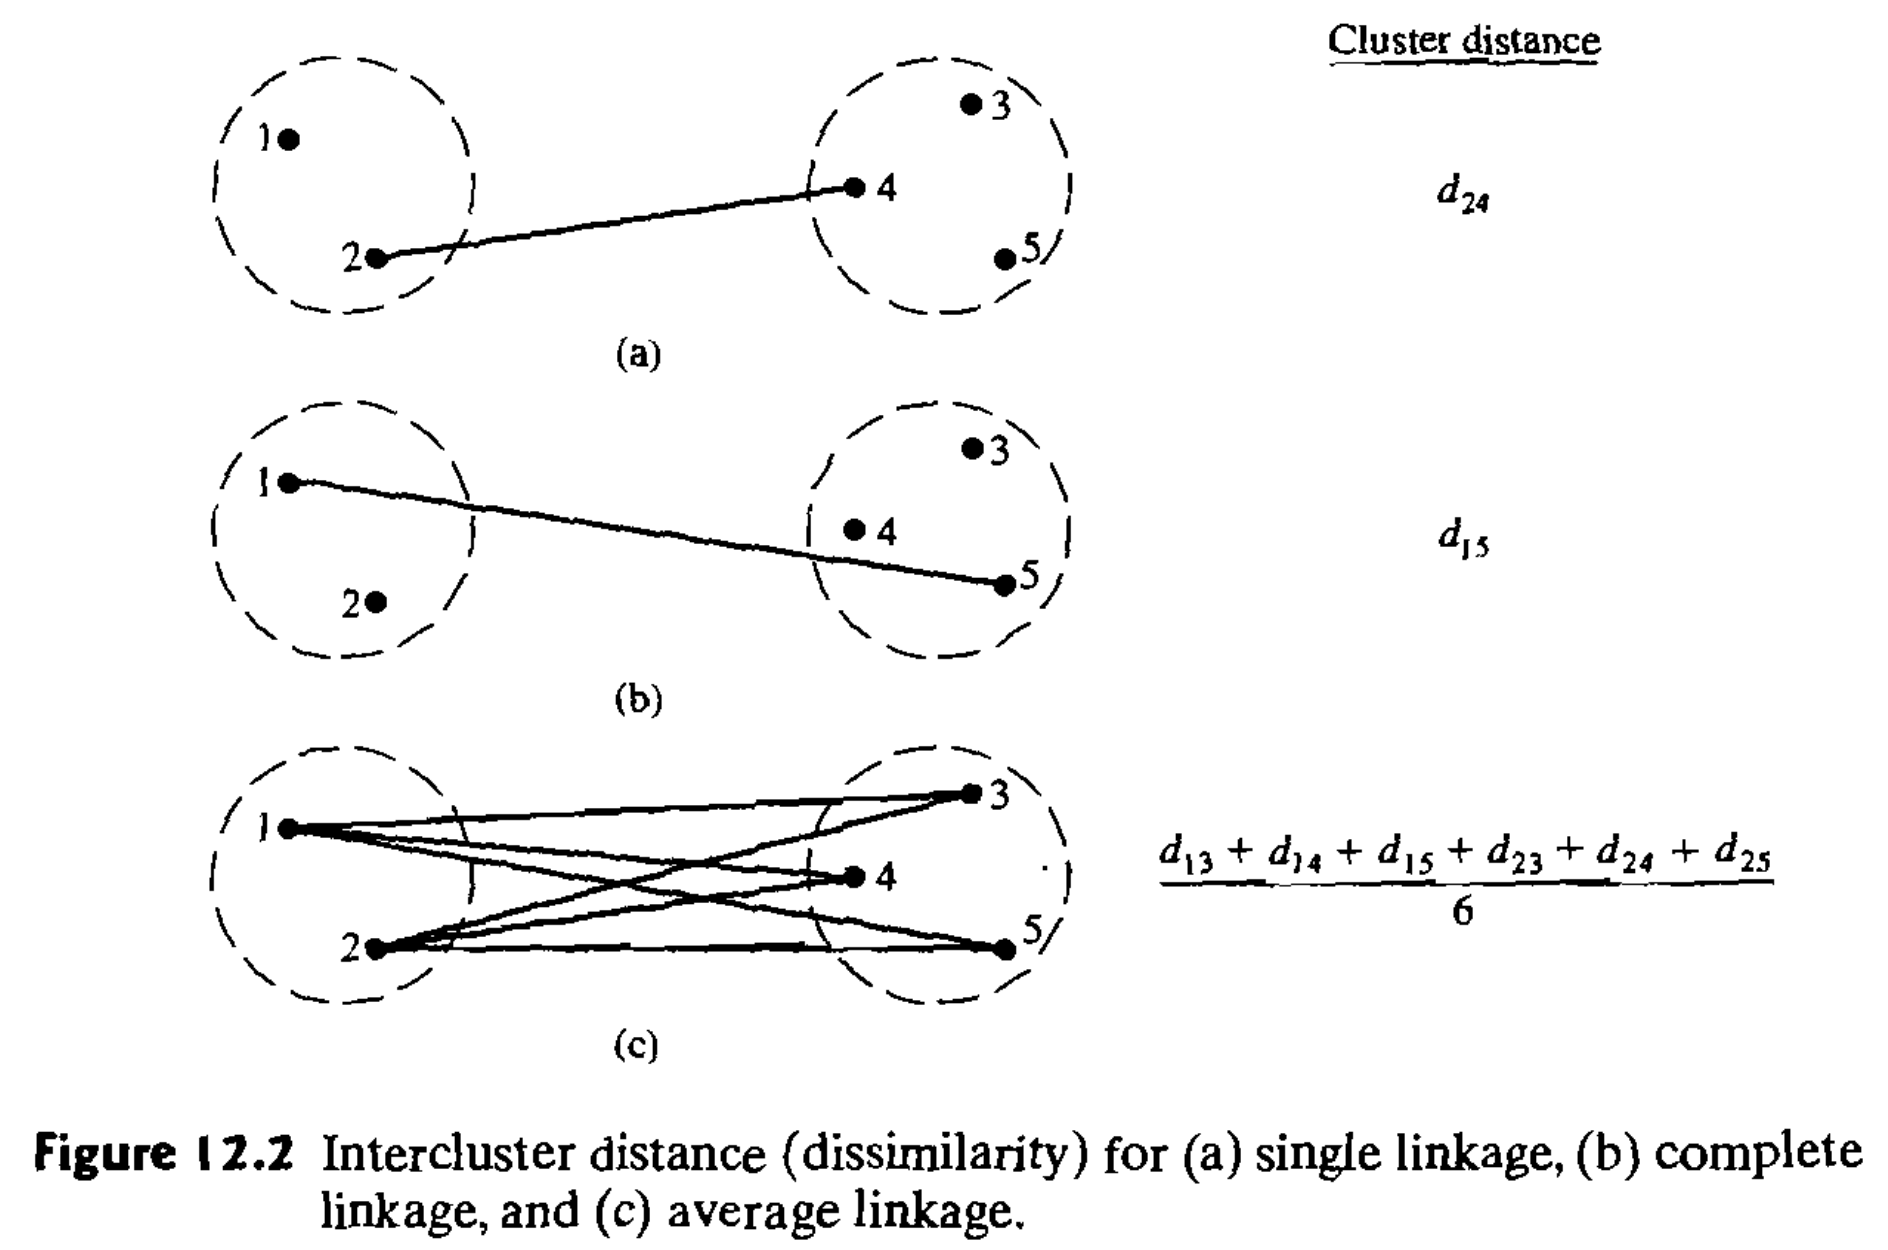 Cluster distance
1
3
4
2
5
d24
(a)
1
3
4
2
5
d15
(b)
1
3
4
2
5
d13 + d14 + d15 + d23 + d24 + d25
6
(c)
Figure 12.2 Intercluster distance (dissimilarity) for (a) single linkage, (b) complete
linkage, and (c) average linkage.